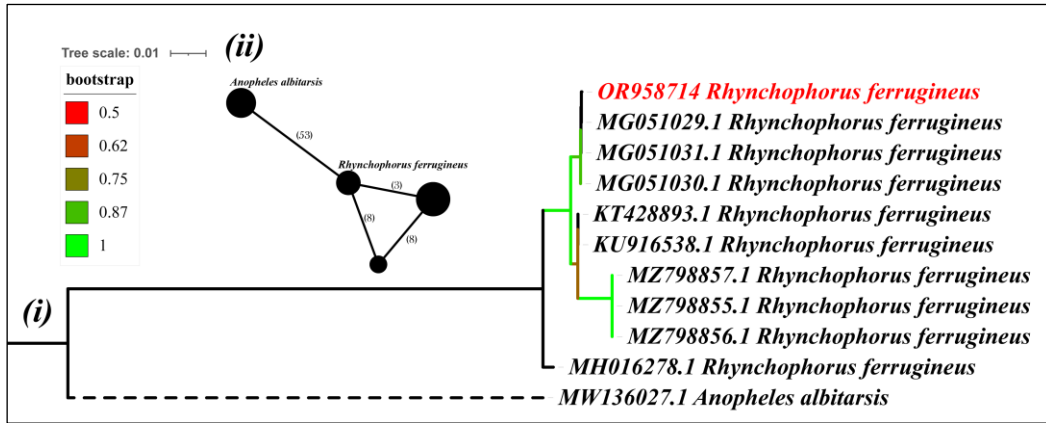 Tree scale: 0.01
(ii)
bootstrap
0.5
0.62
0.75
0.87
1
Anopheles albitarsis
(53)
Rhynchophorus ferrugineus
(3)
(8)
(8)
(i)
OR958714 Rhynchophorus ferrugineus
MG051029.1 Rhynchophorus ferrugineus
MG051031.1 Rhynchophorus ferrugineus
MG051030.1 Rhynchophorus ferrugineus
KT428893.1 Rhynchophorus ferrugineus
KU916538.1 Rhynchophorus ferrugineus
MZ798857.1 Rhynchophorus ferrugineus
MZ798855.1 Rhynchophorus ferrugineus
MZ798856.1 Rhynchophorus ferrugineus
MH016278.1 Rhynchophorus ferrugineus
MW136027.1 Anopheles albitarsis